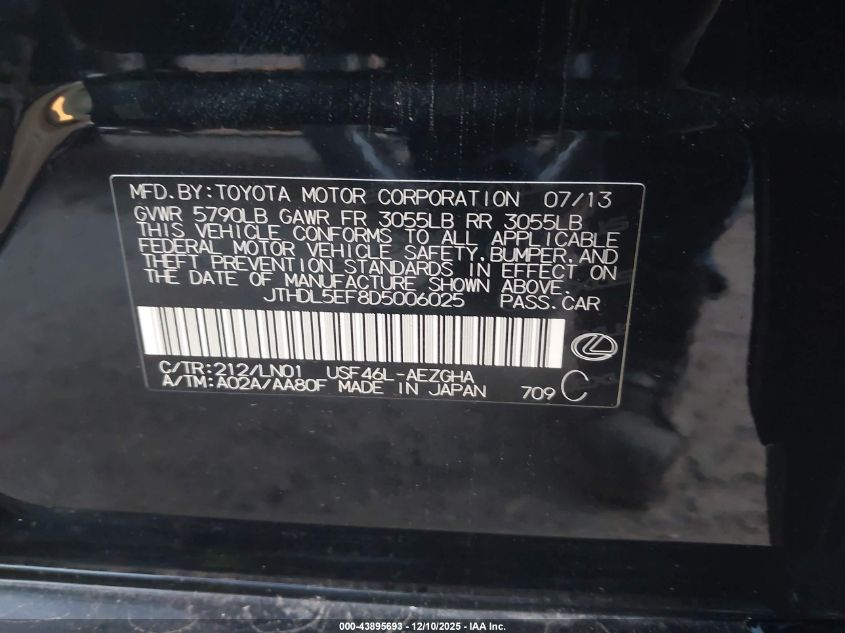 MFD.BY:TOYOTA MOTOR CORPORATION 07/13
GVWR 5790LB GAWR FR 3055LB RR 3055LB
THIS VEHICLE CONFORMS TO ALL APPLICABLE
FEDERAL MOTOR VEHICLE SAFETY,BUMPER,AND
THEFT PREVENTION STANDARDS IN EFFECT ON
THE DATE OF MANUFACTURE SHOWN ABOVE.
JTHDL5EF8D5006025 PASS.CAR
C/TR:212/LN01 USF46L-AEZGHA
A/TM:A02A/AA80F MADE IN JAPAN 709 C
000-43895693 - 12/10/2025 - IAA Inc.